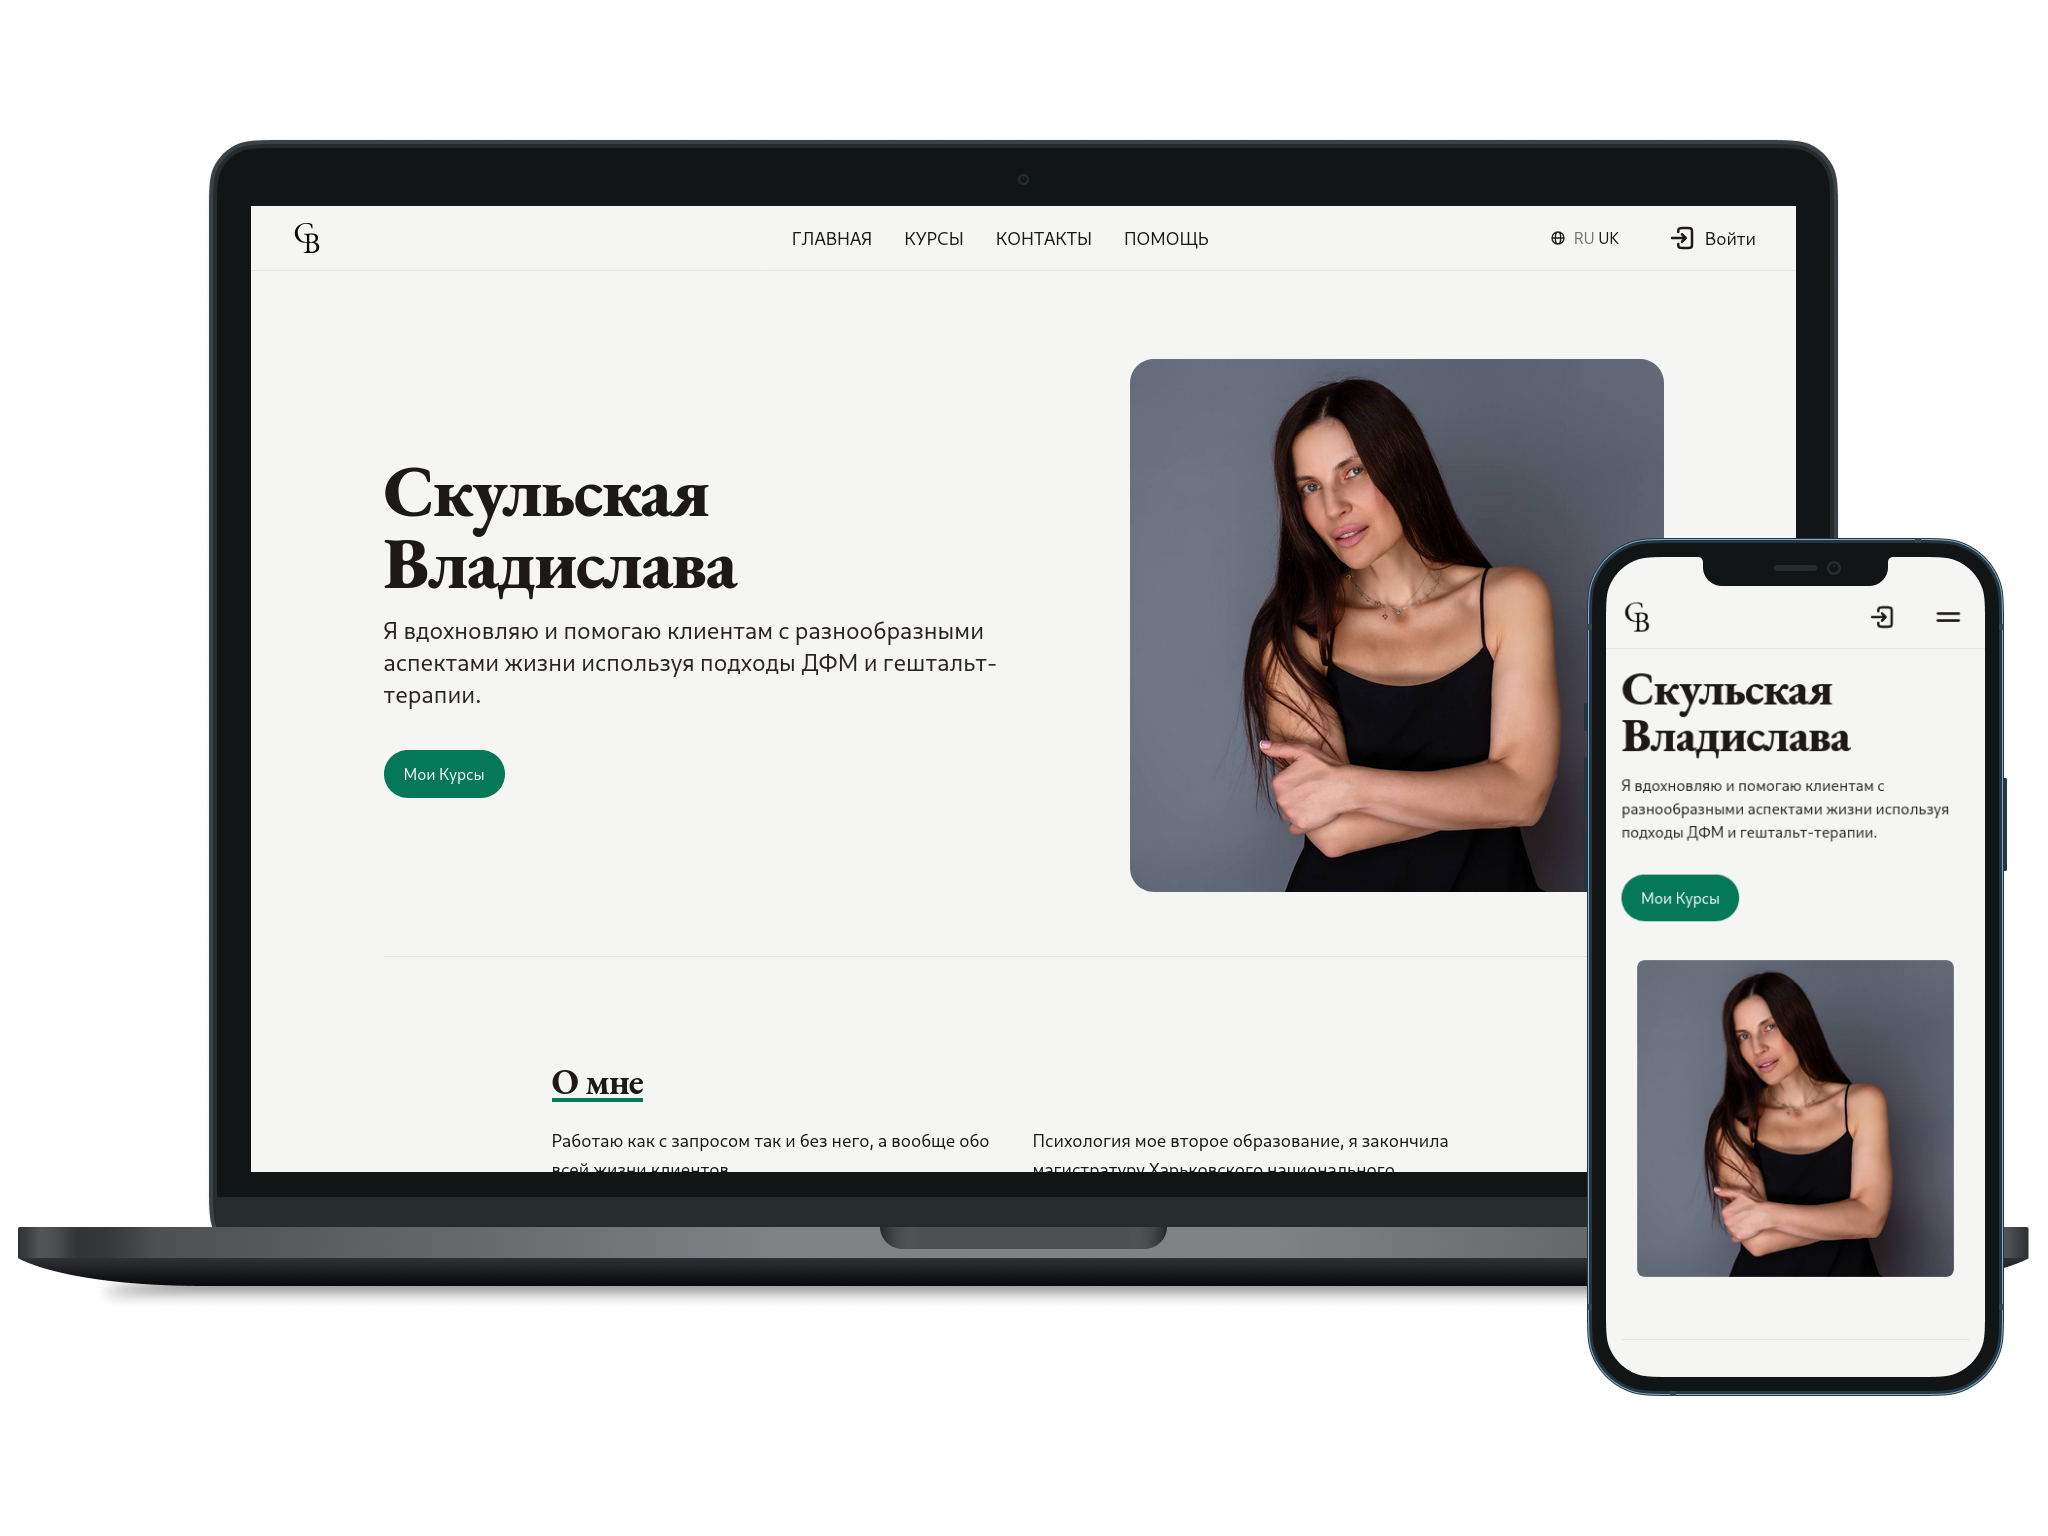 СВ
ГЛАВНАЯ КУРСЫ КОНТАКТЫ ПОМОЩЬ
RU UK
Войти
Скульская
Владислава
Я вдохновляю и помогаю клиентам с разнообразными
аспектами жизни используя подходы ДФМ и гештальт-
терапии.
Мои Курсы
О мне
Работаю как с запросом так и без него, а вообще обо
всей жизни клиентов
Психология мое второе образование, я закончила
магистратуру Харьковского национального
СВ
Скульская
Владислава
Я вдохновляю и помогаю клиентам с
разнообразными аспектами жизни используя
подходы ДФМ и гештальт-терапии.
Мои Курсы